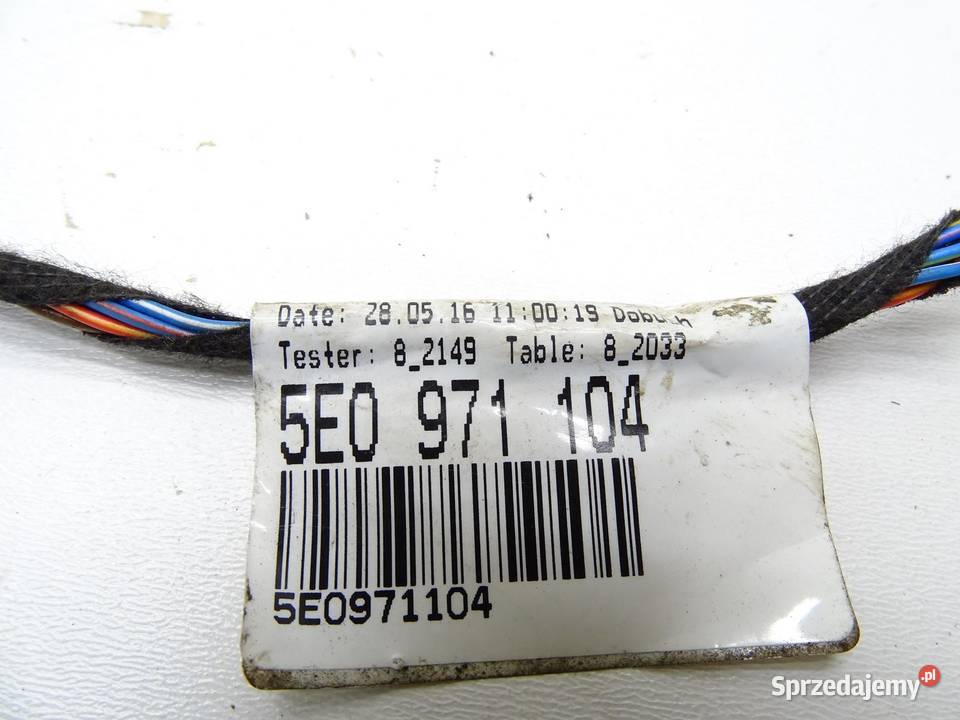 Date: 28.05.16 11:00:19
Tester: 8_2149 Table: 8_2033
5E0 971 104
5E0971104
Sprzedajemy.pl